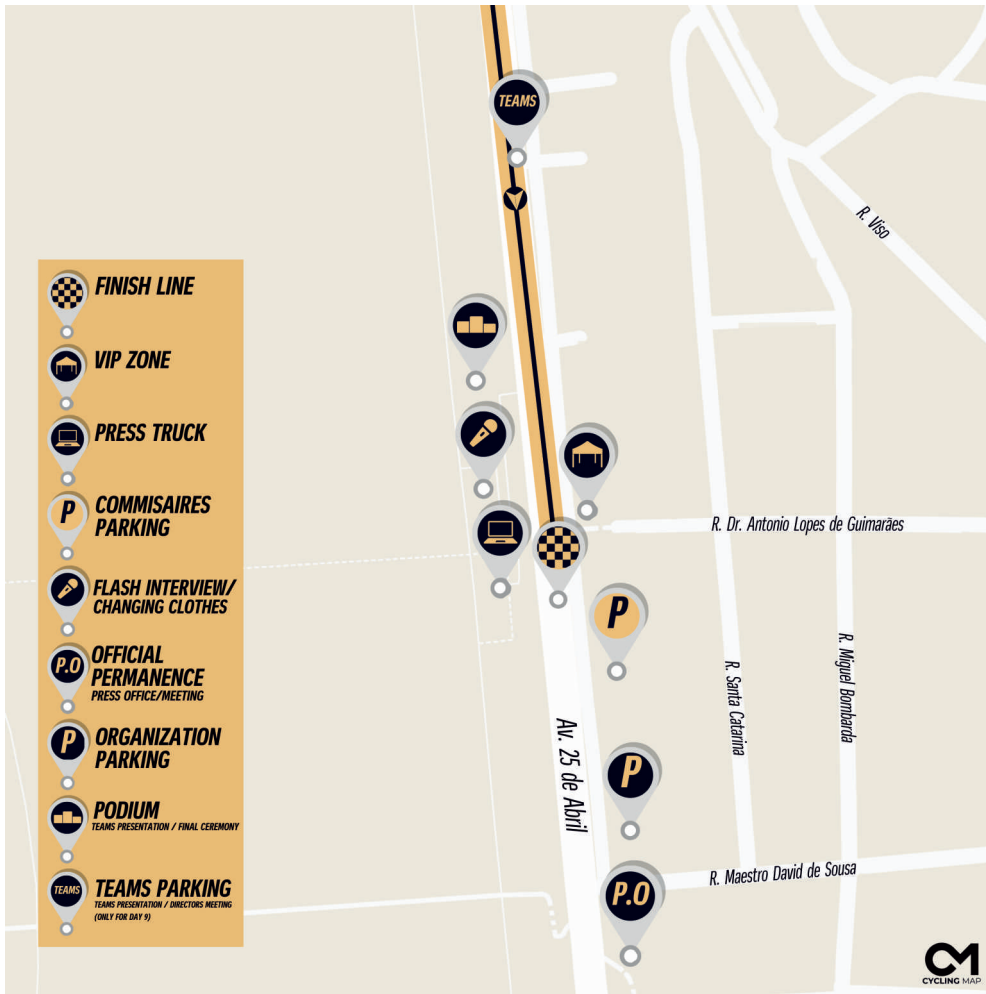 TEAMS
R. Viso
FINISH LINE
VIP ZONE
PRESS TRUCK
P
COMMISAIRES
PARKING
FLASH INTERVIEW/
CHANGING CLOTHES
P.O
OFFICIAL
PERMANENCE
PRESS OFFICE/MEETING
P
ORGANIZATION
PARKING
PODIUM
TEAMS PRESENTATION / FINAL CEREMONY
TEAMS
TEAMS PARKING
TEAMS PRESENTATION / DIRECTORS MEETING
(ONLY FOR DAY 9)
R. Dr. Antonio Lopes de Guimarães
P
R. Santa Catarina
R. Miguel Bombarda
Av. 25 de Abril
P
R. Maestro David de Sousa
P.O
CM
CYCLING MAP